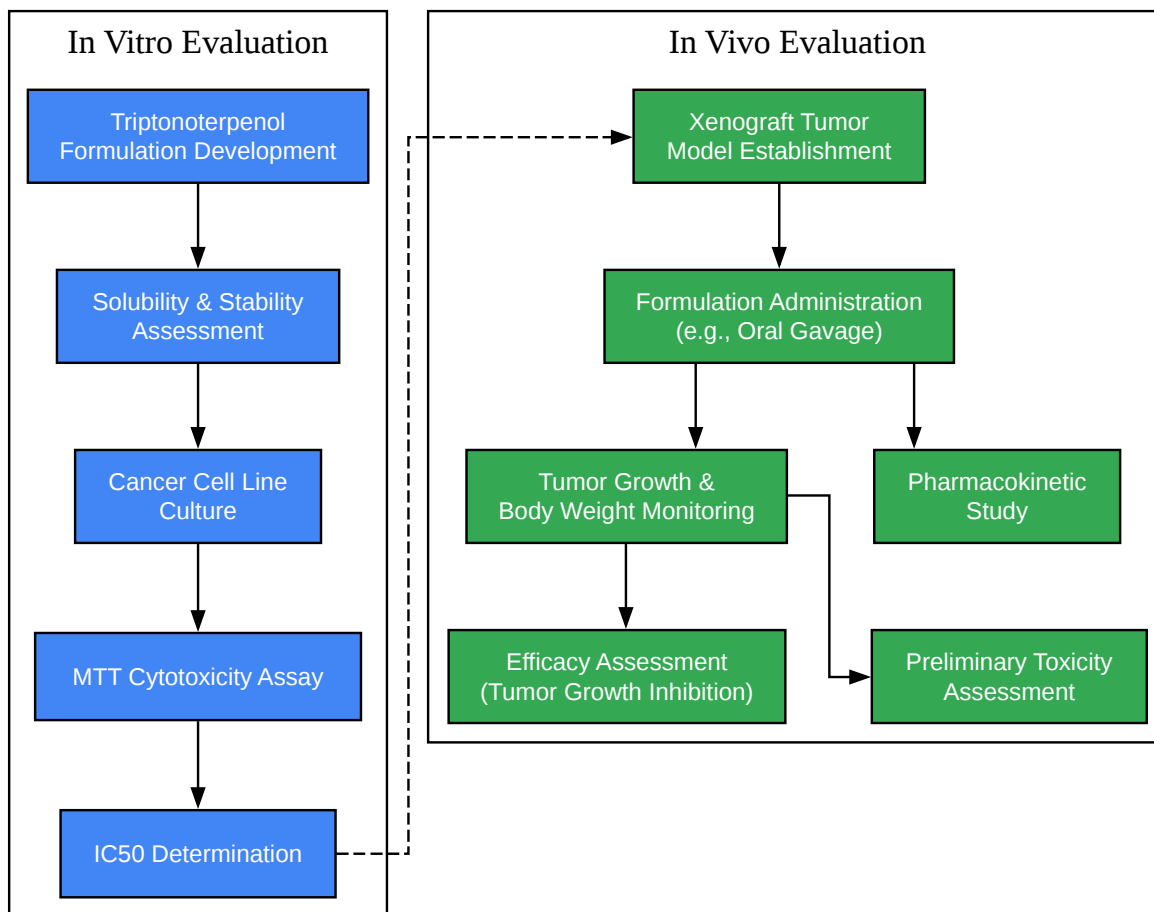 In Vitro Evaluation
Triptonoterpenol
Formulation Development
Solubility & Stability
Assessment
Cancer Cell Line
Culture
MTT Cytotoxicity Assay
IC50 Determination
In Vivo Evaluation
Xenograft Tumor
Model Establishment
Formulation Administration
(e.g., Oral Gavage)
Tumor Growth &
Body Weight Monitoring
Pharmacokinetic
Study
Efficacy Assessment
(Tumor Growth Inhibition)
Preliminary Toxicity
Assessment